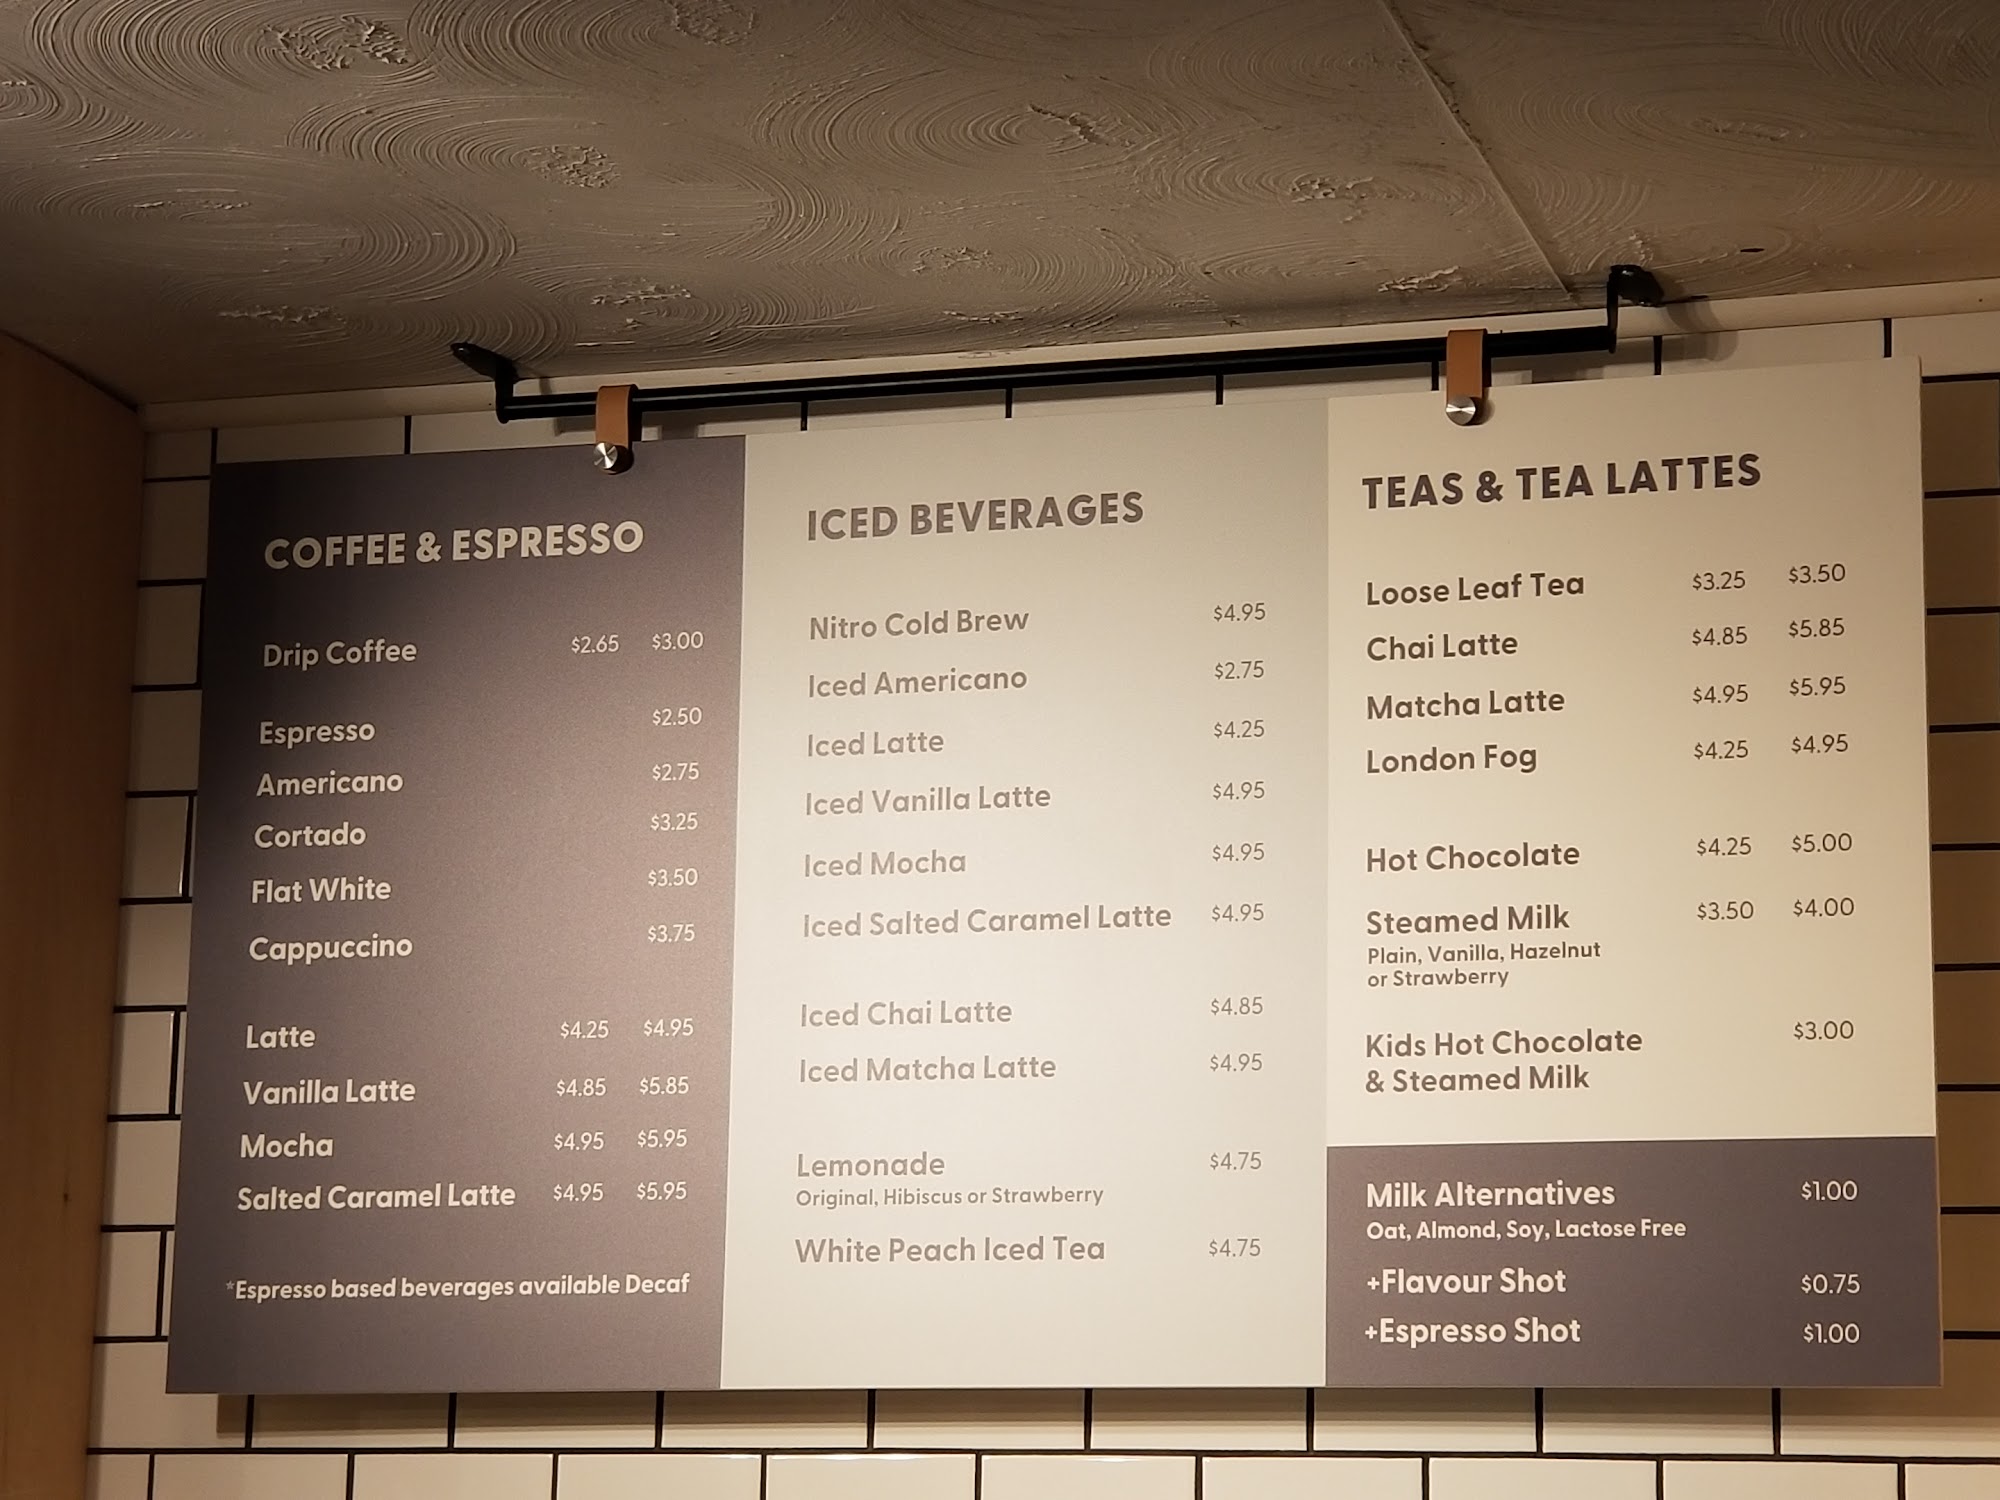 COFFEE & ESPRESSO
Drip Coffee $2.65 $3.00
Espresso $2.50
Americano $2.75
Cortado $3.25
Flat White $3.50
Cappuccino $3.75
Latte $4.25 $4.95
Vanilla Latte $4.85 $5.85
Mocha $4.95 $5.95
Salted Caramel Latte $4.95 $5.95
*Espresso based beverages available Decaf
ICED BEVERAGES
Nitro Cold Brew $4.95
Iced Americano $2.75
Iced Latte $4.25
Iced Vanilla Latte $4.95
Iced Mocha $4.95
Iced Salted Caramel Latte $4.95
Iced Chai Latte $4.85
Iced Matcha Latte $4.95
Lemonade $4.75
Original, Hibiscus or Strawberry
White Peach Iced Tea $4.75
TEAS & TEA LATTES
Loose Leaf Tea $3.25 $3.50
Chai Latte $4.85 $5.85
Matcha Latte $4.95 $5.95
London Fog $4.25 $4.95
Hot Chocolate $4.25 $5.00
Steamed Milk $3.50 $4.00
Plain, Vanilla, Hazelnut
or Strawberry
Kids Hot Chocolate $3.00
& Steamed Milk
Milk Alternatives $1.00
Oat, Almond, Soy, Lactose Free
+Flavour Shot $0.75
+Espresso Shot $1.00